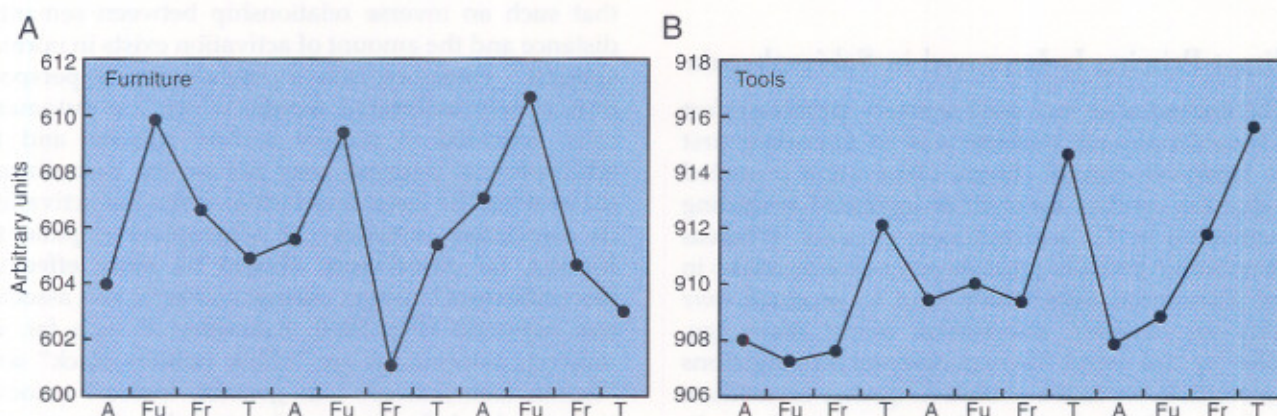 A
Furniture
Arbitrary units
612
610
608
606
604
602
600
A Fu Fr T A Fu Fr T A Fu Fr T
B
Tools
918
916
914
912
910
908
906
A Fu Fr T A Fu Fr T A Fu Fr T